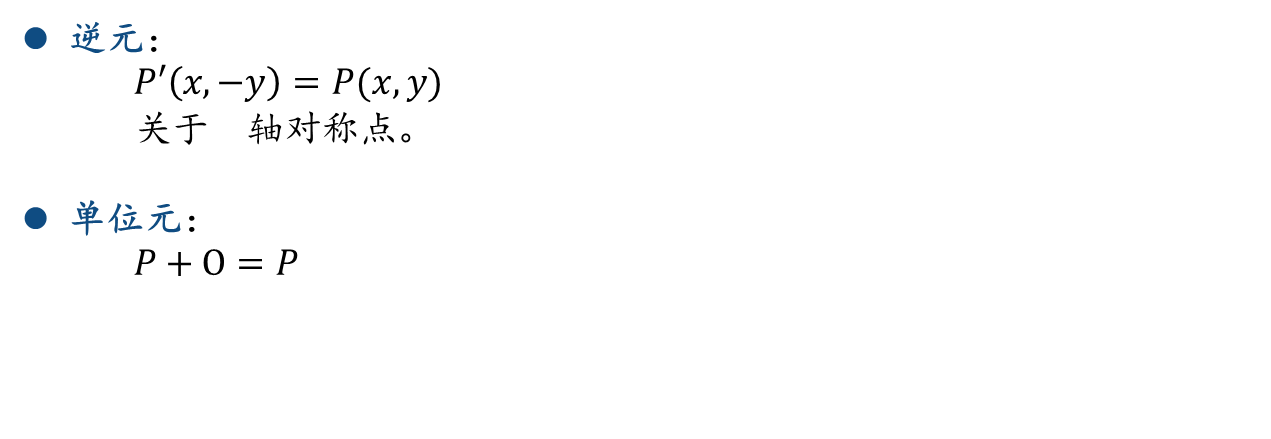 ● 逆元:
P′(x, −y) = P(x, y)
关于 轴对称点。
● 单位元:
P + O = P